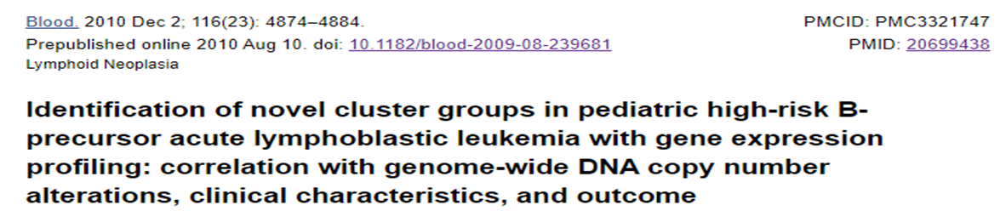 Blood. 2010 Dec 2; 116(23): 4874–4884.
PMCID: PMC3321747
Prepublished online 2010 Aug 10. doi: 10.1182/blood-2009-08-239681
PMID: 20699438
Lymphoid Neoplasia
Identification of novel cluster groups in pediatric high-risk B-
precursor acute lymphoblastic leukemia with gene expression
profiling: correlation with genome-wide DNA copy number
alterations, clinical characteristics, and outcome